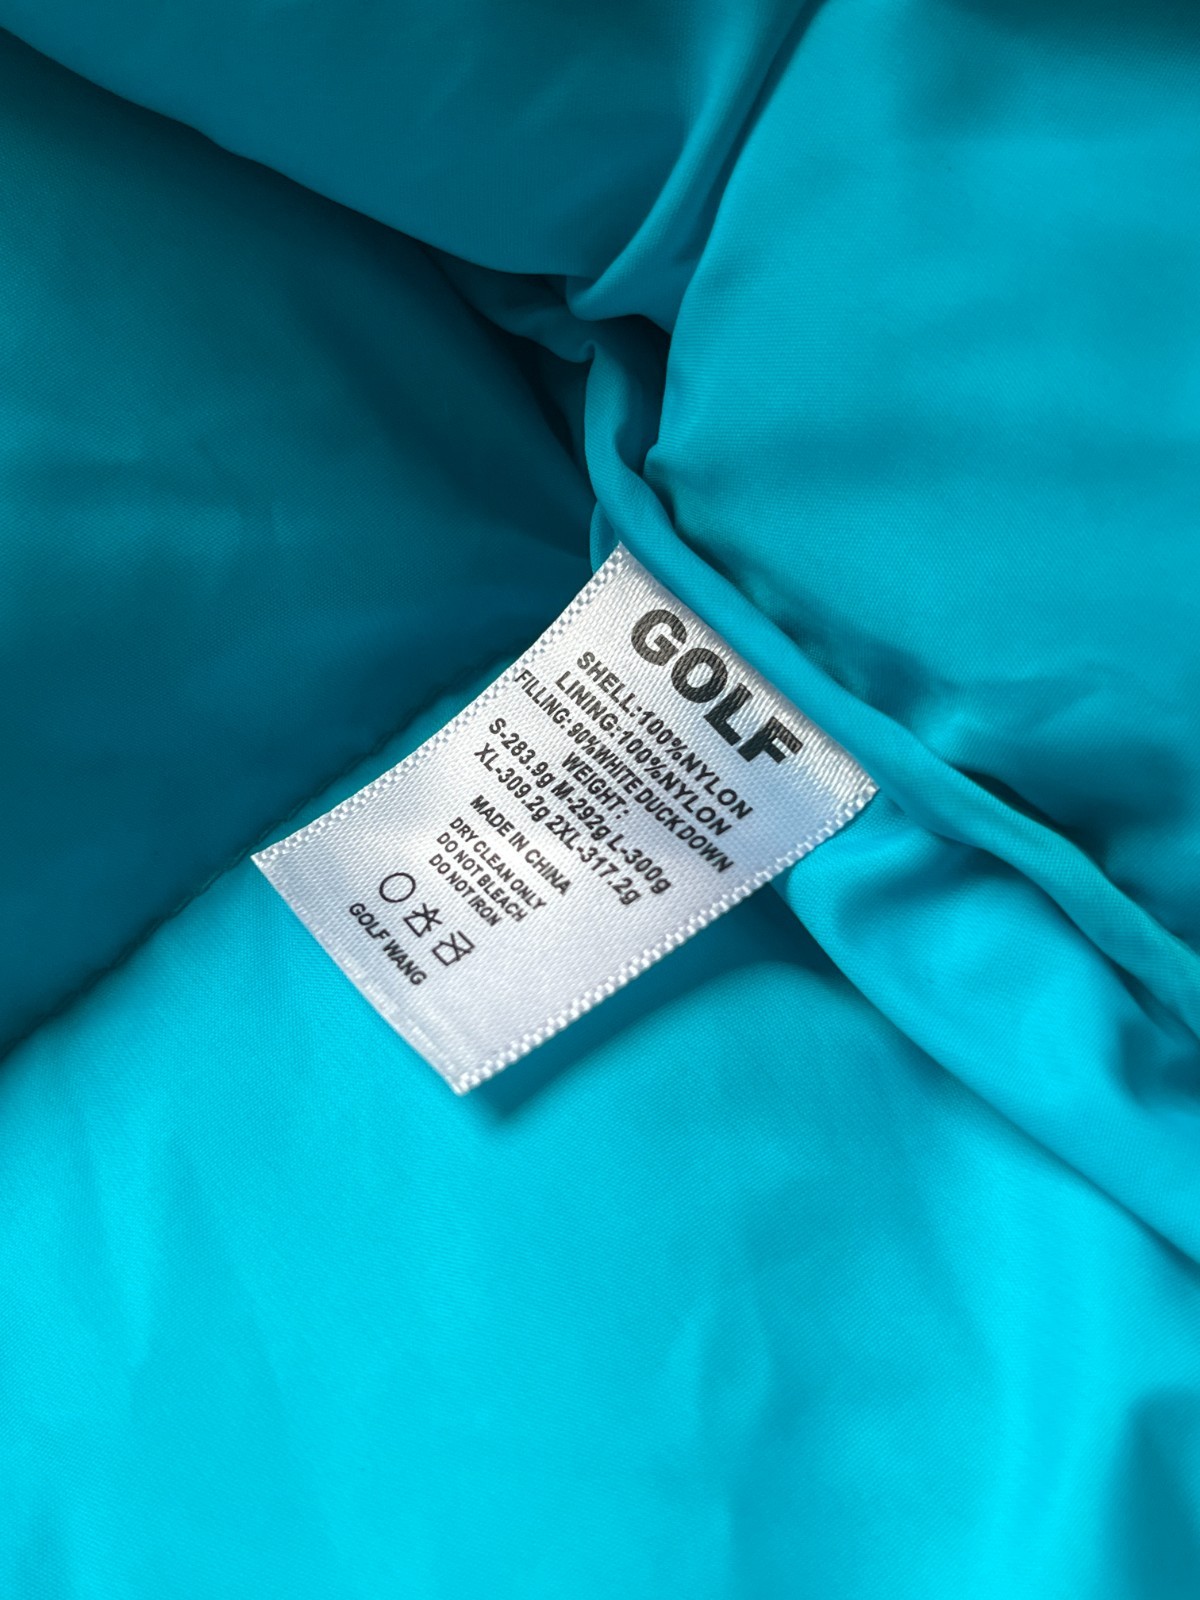 GOLF
SHELL:100%NYLON
LINING:100%NYLON
FILLING: 90%WHITE DUCK DOWN
WEIGHT:
S-283.9g M-292g L-300g
XL-309.2g 2XL-317.2g
MADE IN CHINA
DRY CLEAN ONLY
DO NOT BLEACH
DO NOT IRON
GOLF WANG